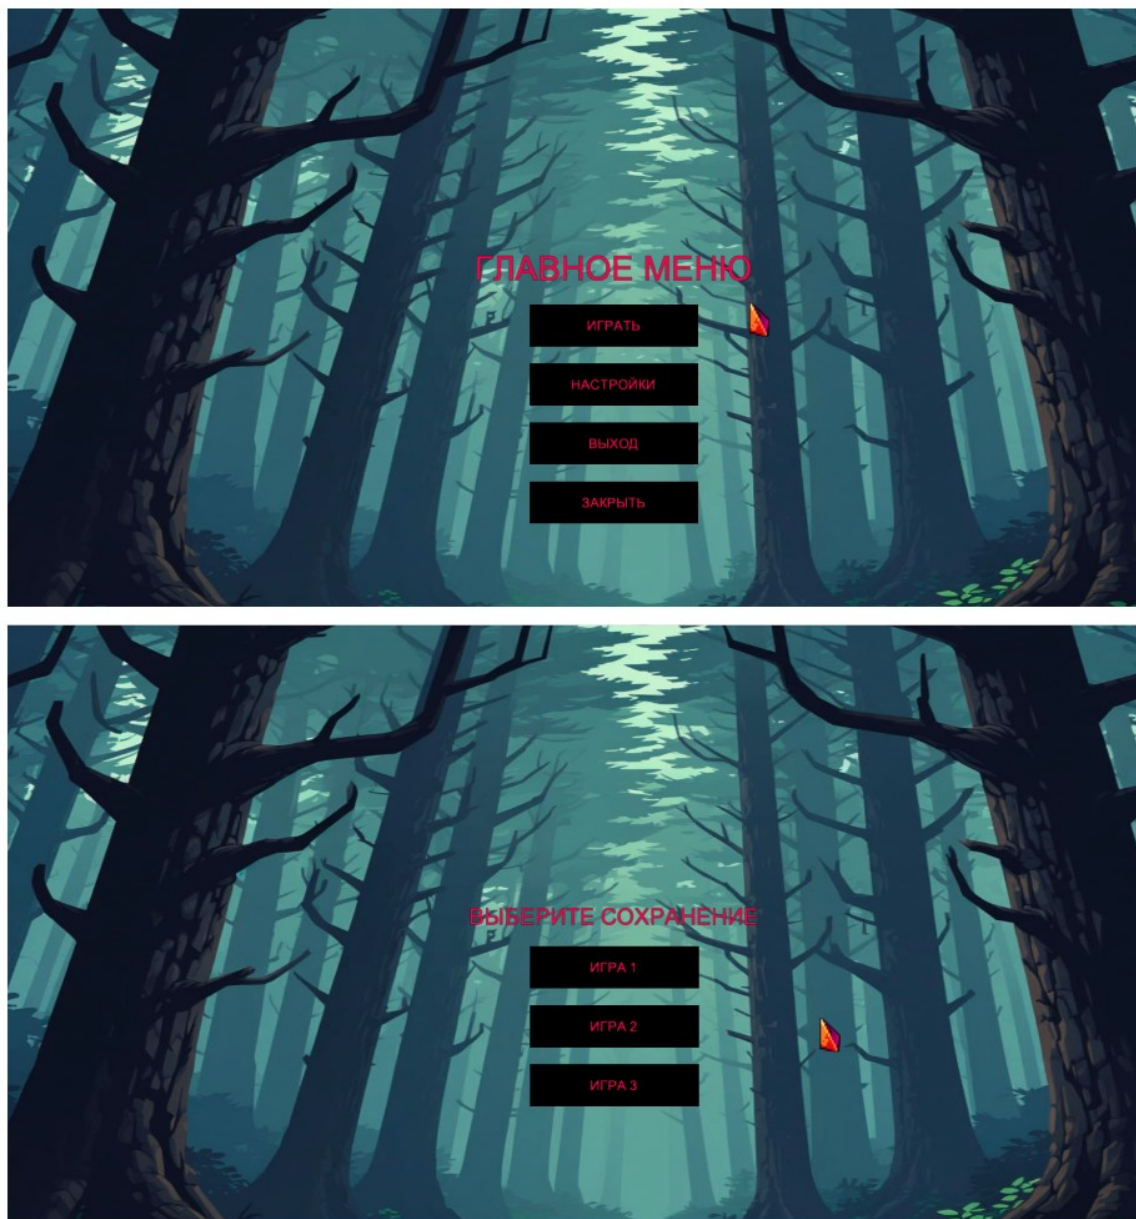 ГЛАВНОЕ МЕНЮ
ИГРАТЬ
НАСТРОЙКИ
ВЫХОД
ЗАКРЫТЬ
ВЫБЕРИТЕ СОХРАНЕНИЕ
ИГРА 1
ИГРА 2
ИГРА 3